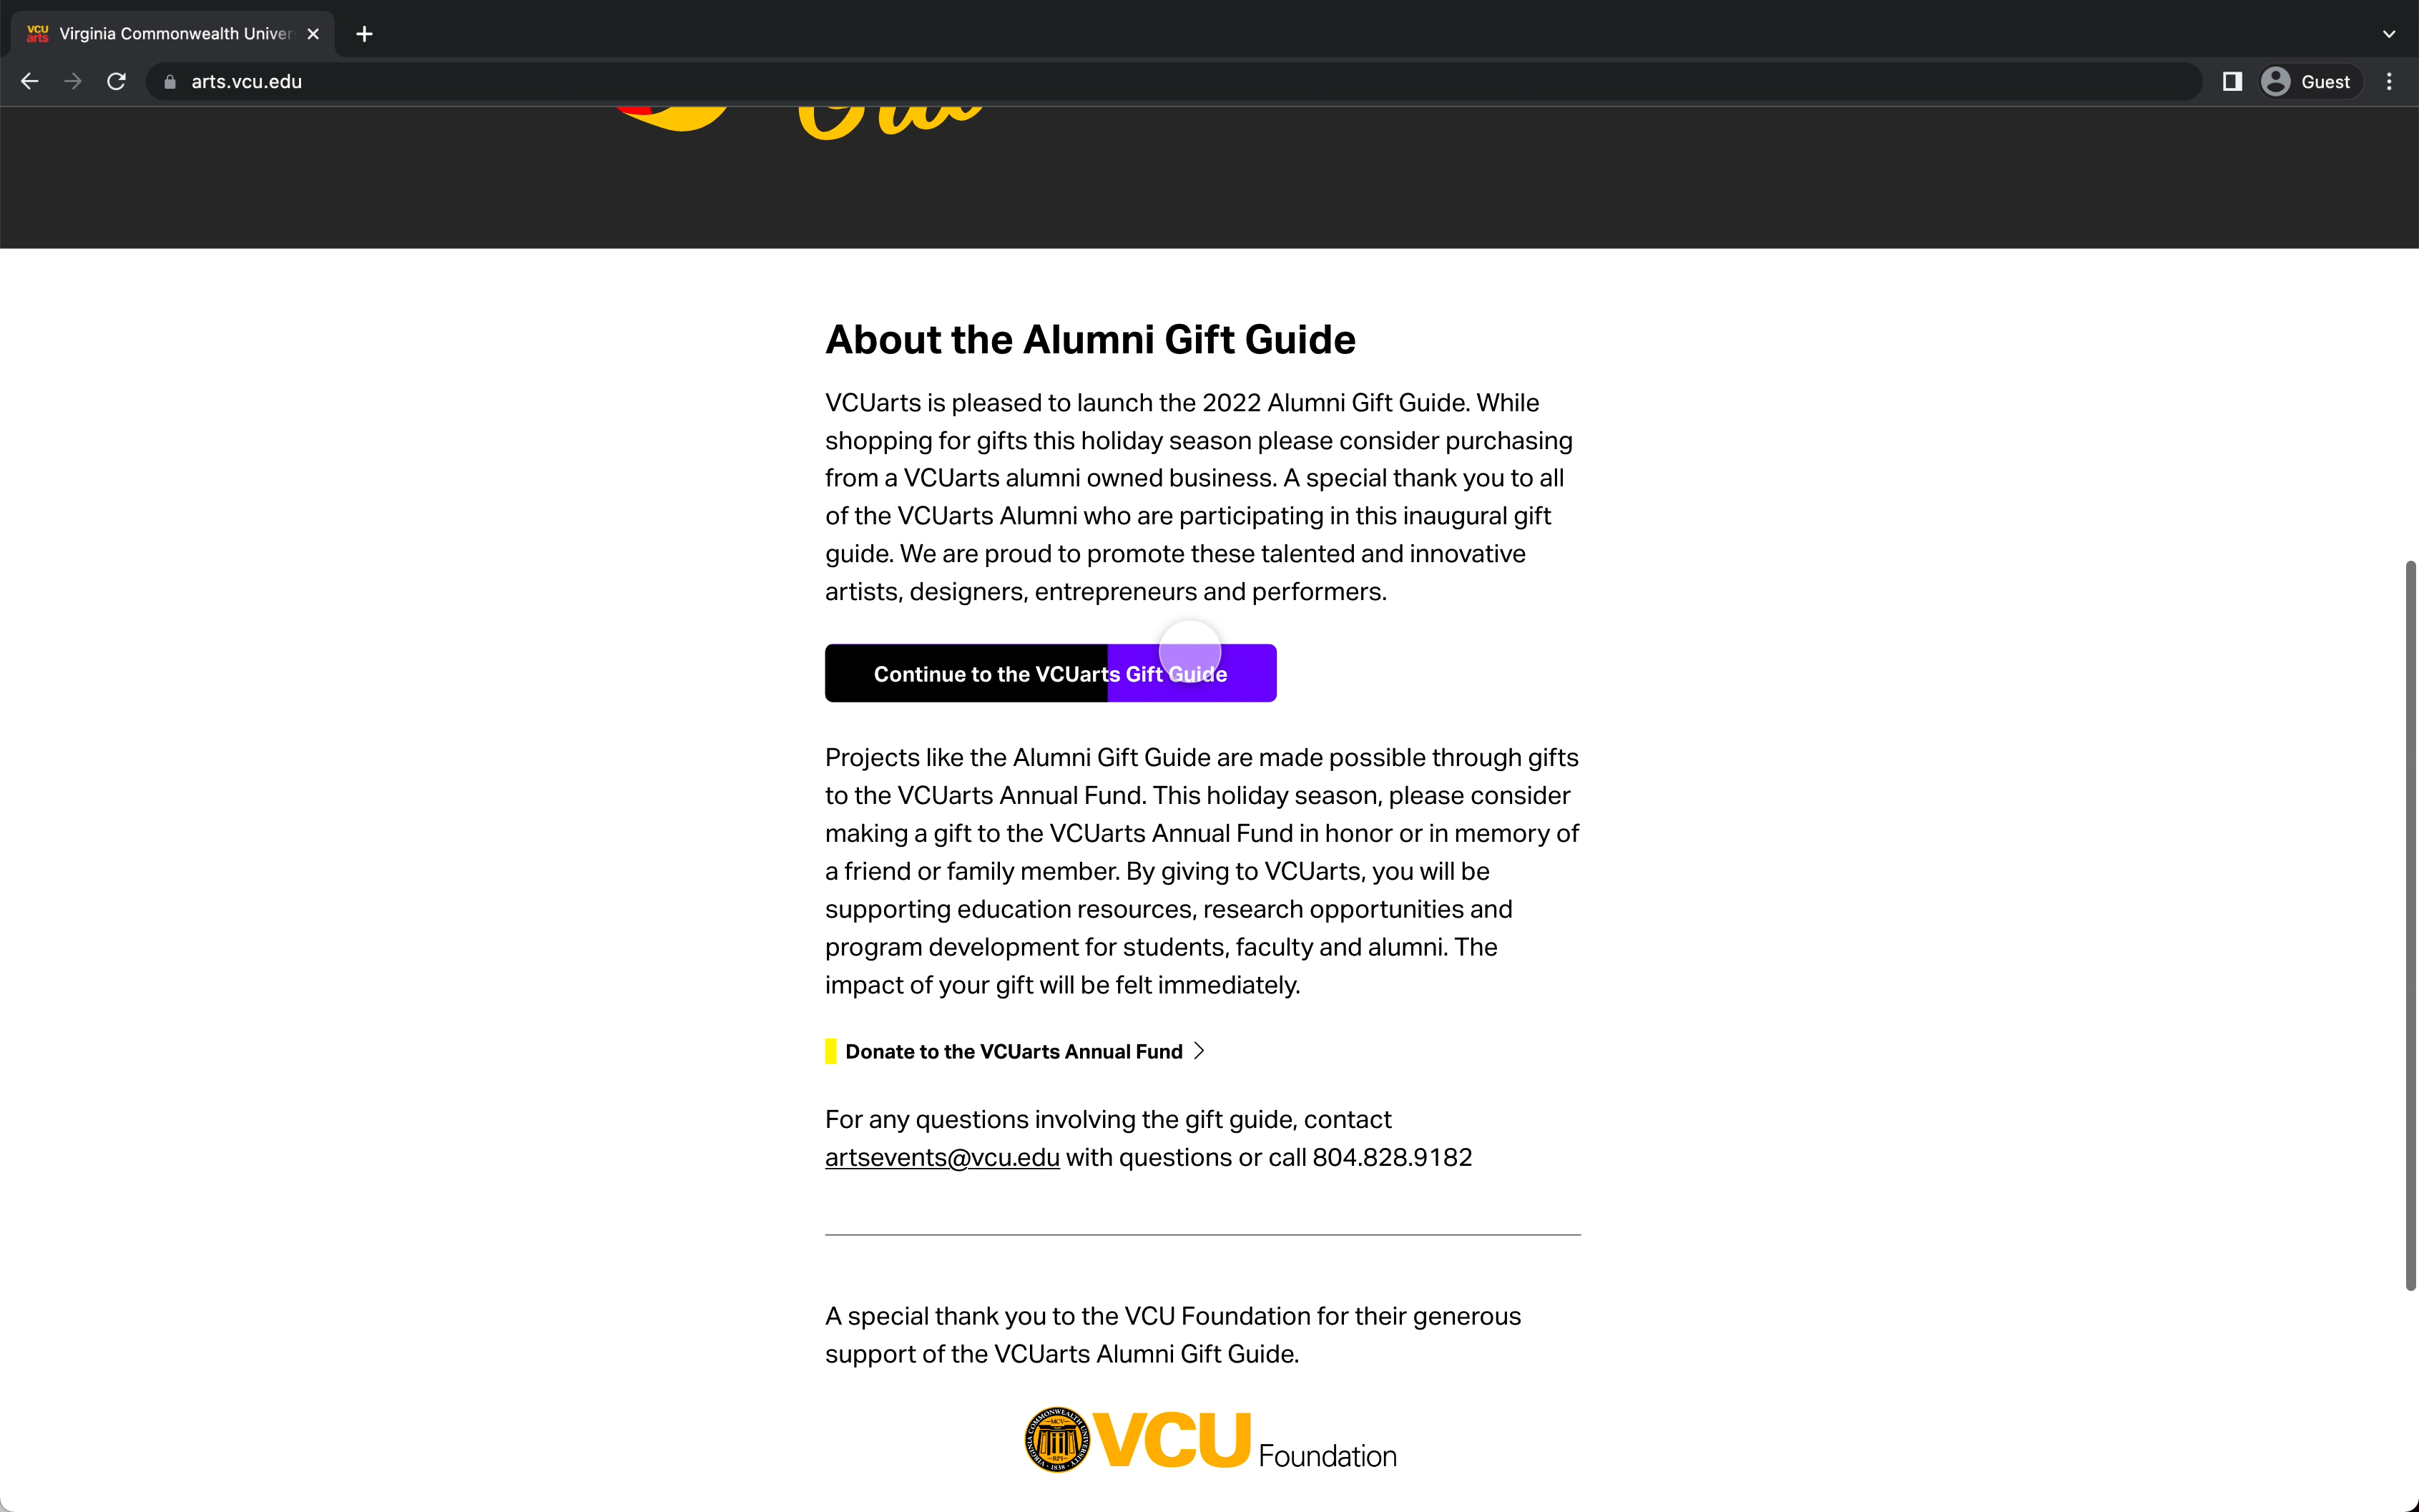 VCU
arts
Virginia Commonwealth Univer
arts.vcu.edu
Guest
About the Alumni Gift Guide
VCUarts is pleased to launch the 2022 Alumni Gift Guide. While
shopping for gifts this holiday season please consider purchasing
from a VCUarts alumni owned business. A special thank you to all
of the VCUarts Alumni who are participating in this inaugural gift
guide. We are proud to promote these talented and innovative
artists, designers, entrepreneurs and performers.
Continue to the VCUarts Gift Guide
Projects like the Alumni Gift Guide are made possible through gifts
to the VCUarts Annual Fund. This holiday season, please consider
making a gift to the VCUarts Annual Fund in honor or in memory of
a friend or family member. By giving to VCUarts, you will be
supporting education resources, research opportunities and
program development for students, faculty and alumni. The
impact of your gift will be felt immediately.
Donate to the VCUarts Annual Fund
For any questions involving the gift guide, contact
artsevents@vcu.edu with questions or call 804.828.9182
A special thank you to the VCU Foundation for their generous
support of the VCUarts Alumni Gift Guide.
VIRGINIA COMMONWEALTH UNIVERSITY
MCV
RPI
1838
VCU Foundation